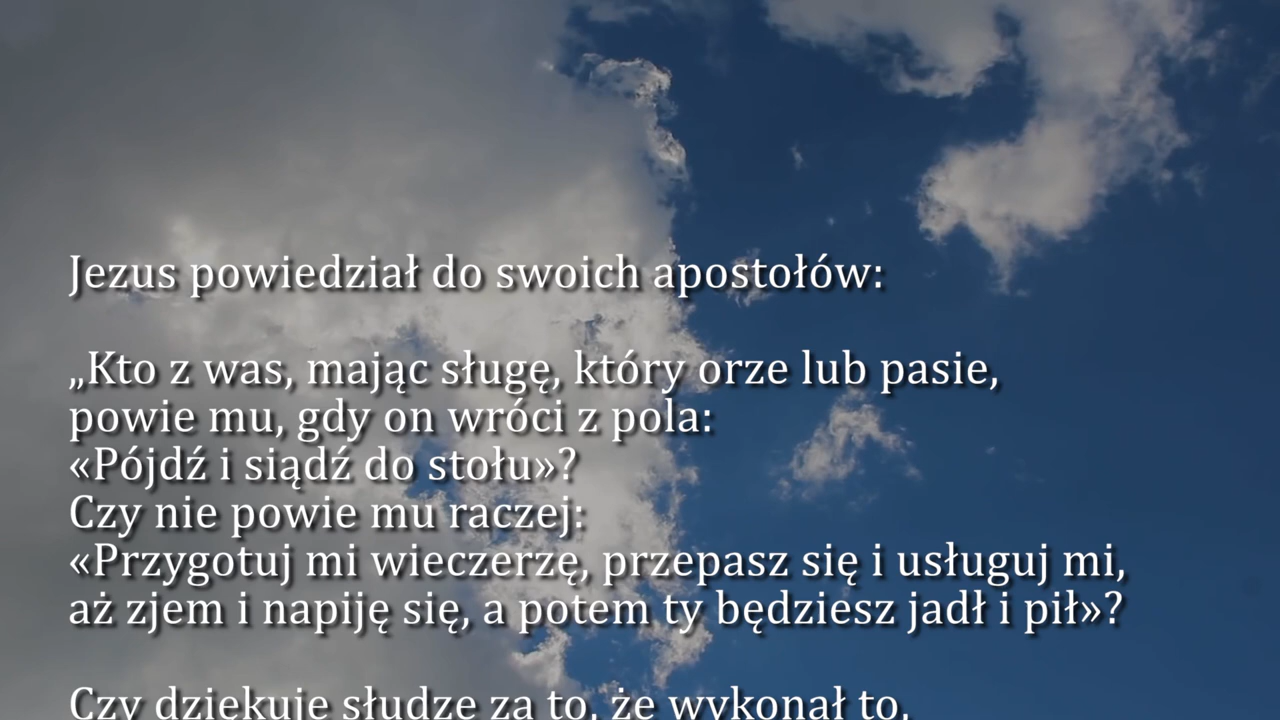 Jezus powiedział do swoich apostołów:
„Kto z was, mając sługę, który orze lub pasie,
powie mu, gdy on wróci z pola:
«Pójdź i siądź do stołu»?
Czy nie powie mu raczej:
«Przygotuj mi wieczerzę, przepasz się i usługuj mi,
aż zjem i napiję się, a potem ty będziesz jadł i pił»?
Czy dziękuje słudze za to, że wykonał to,